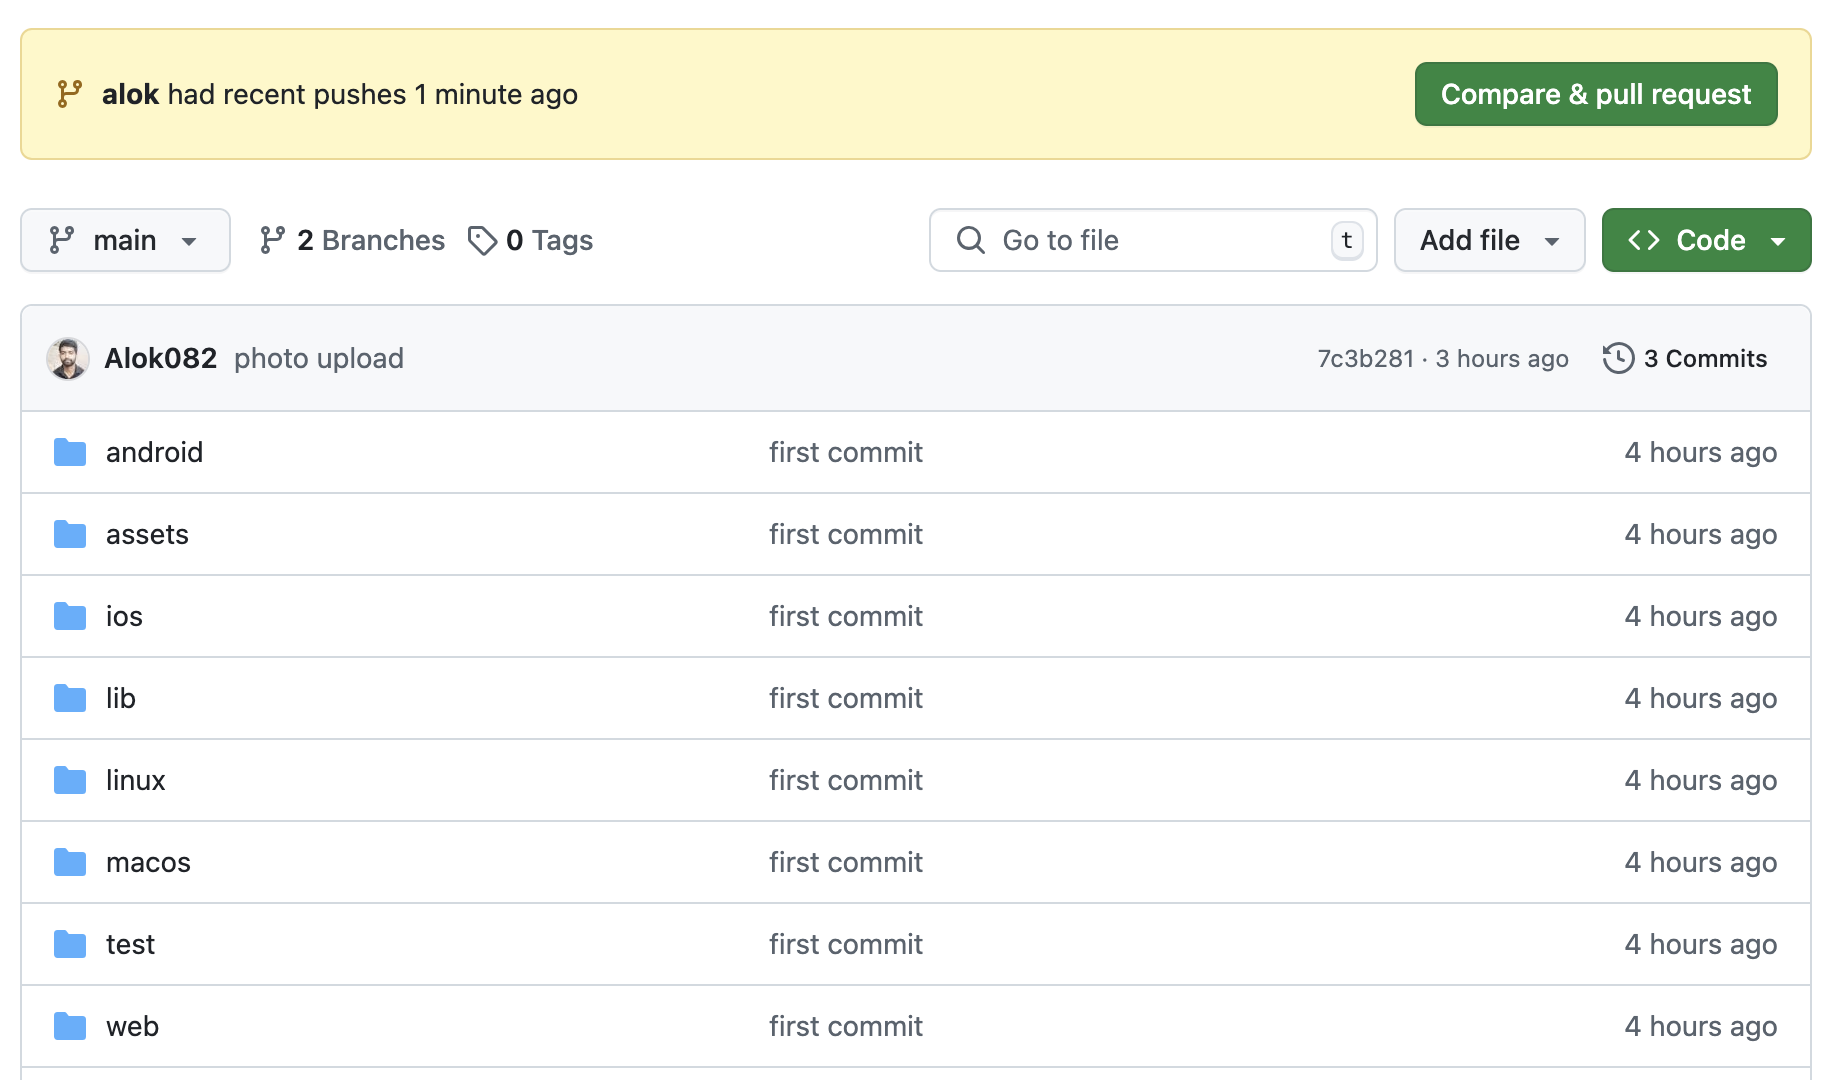 alok had recent pushes 1 minute ago Compare & pull request
main 2 Branches 0 Tags Go to file t Add file <> Code
Alok082 photo upload 7c3b281 · 3 hours ago 3 Commits
android first commit 4 hours ago
assets first commit 4 hours ago
ios first commit 4 hours ago
lib first commit 4 hours ago
linux first commit 4 hours ago
macos first commit 4 hours ago
test first commit 4 hours ago
web first commit 4 hours ago